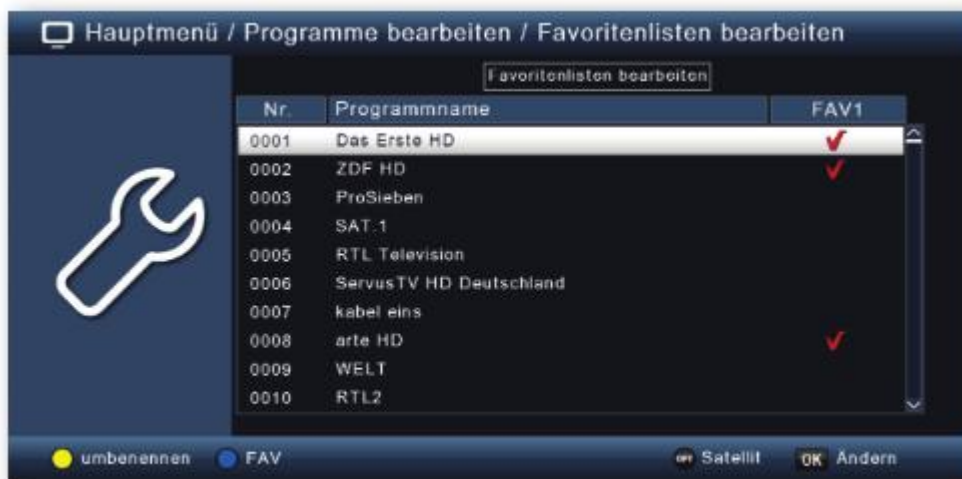 Hauptmenü / Programme bearbeiten / Favoritenlisten bearbeiten
Favoritenlisten bearbeiten
Nr. Programmname FAV1
0001 Das Erste HD
0002 ZDF HD
0003 ProSieben
0004 SAT.1
0005 RTL Television
0006 ServusTV HD Deutschland
0007 kabel eins
0008 arte HD
0009 WELT
0010 RTL2
umbenennen FAV OPT Satellit OK Ändern